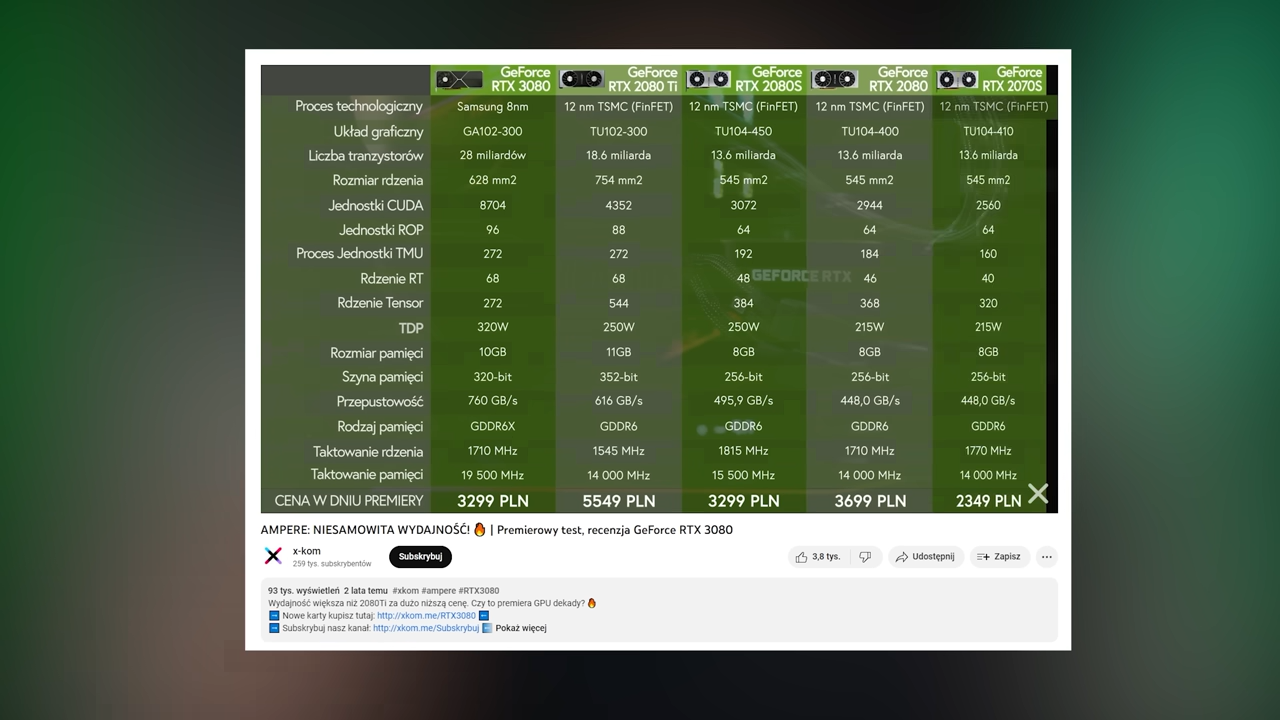 GeForce RTX 3080 GeForce RTX 2080 Ti GeForce RTX 2080S GeForce RTX 2080 GeForce RTX 2070S
Proces technologiczny Samsung 8nm 12 nm TSMC (FinFET) 12 nm TSMC (FinFET) 12 nm TSMC (FinFET) 12 nm TSMC (FinFET)
Układ graficzny GA102-300 TU102-300 TU104-450 TU104-400 TU104-410
Liczba tranzystorów 28 miliardów 18.6 miliarda 13.6 miliarda 13.6 miliarda 13.6 miliarda
Rozmiar rdzenia 628 mm2 754 mm2 545 mm2 545 mm2 545 mm2
Jednostki CUDA 8704 4352 3072 2944 2560
Jednostki ROP 96 88 64 64 64
Proces Jednostki TMU 272 272 192 184 160
GEFORCE RTX
Rdzenie RT 68 68 48 46 40
Rdzenie Tensor 272 544 384 368 320
TDP 320W 250W 250W 215W 215W
Rozmiar pamięci 10GB 11GB 8GB 8GB 8GB
Szyna pamięci 320-bit 352-bit 256-bit 256-bit 256-bit
Przepustowość 760 GB/s 616 GB/s 495,9 GB/s 448,0 GB/s 448,0 GB/s
Rodzaj pamięci GDDR6X GDDR6 GDDR6 GDDR6 GDDR6
Taktowanie rdzenia 1710 MHz 1545 MHz 1815 MHz 1710 MHz 1770 MHz
Taktowanie pamięci 19 500 MHz 14 000 MHz 15 500 MHz 14 000 MHz 14 000 MHz
CENA W DNIU PREMIERY 3299 PLN 5549 PLN 3299 PLN 3699 PLN 2349 PLN
AMPERE: NIESAMOWITA WYDAJNOŚĆ! 🔥 | Premierowy test, recenzja GeForce RTX 3080
x-kom
259 tys. subskrybentów
Subskrybuj
3,8 tys.
Udostępnij
Zapisz
93 tys. wyświetleń 2 lata temu #xkom #ampere #RTX3080
Wydajność większa niż 2080Ti za dużo niższą cenę. Czy to premiera GPU dekady? 🔥
➡ Nowe karty kupisz tutaj: http://xkom.me/RTX3080 ⬅
➡ Subskrybuj nasz kanał: http://xkom.me/Subskrybuj ⬅ Pokaż więcej